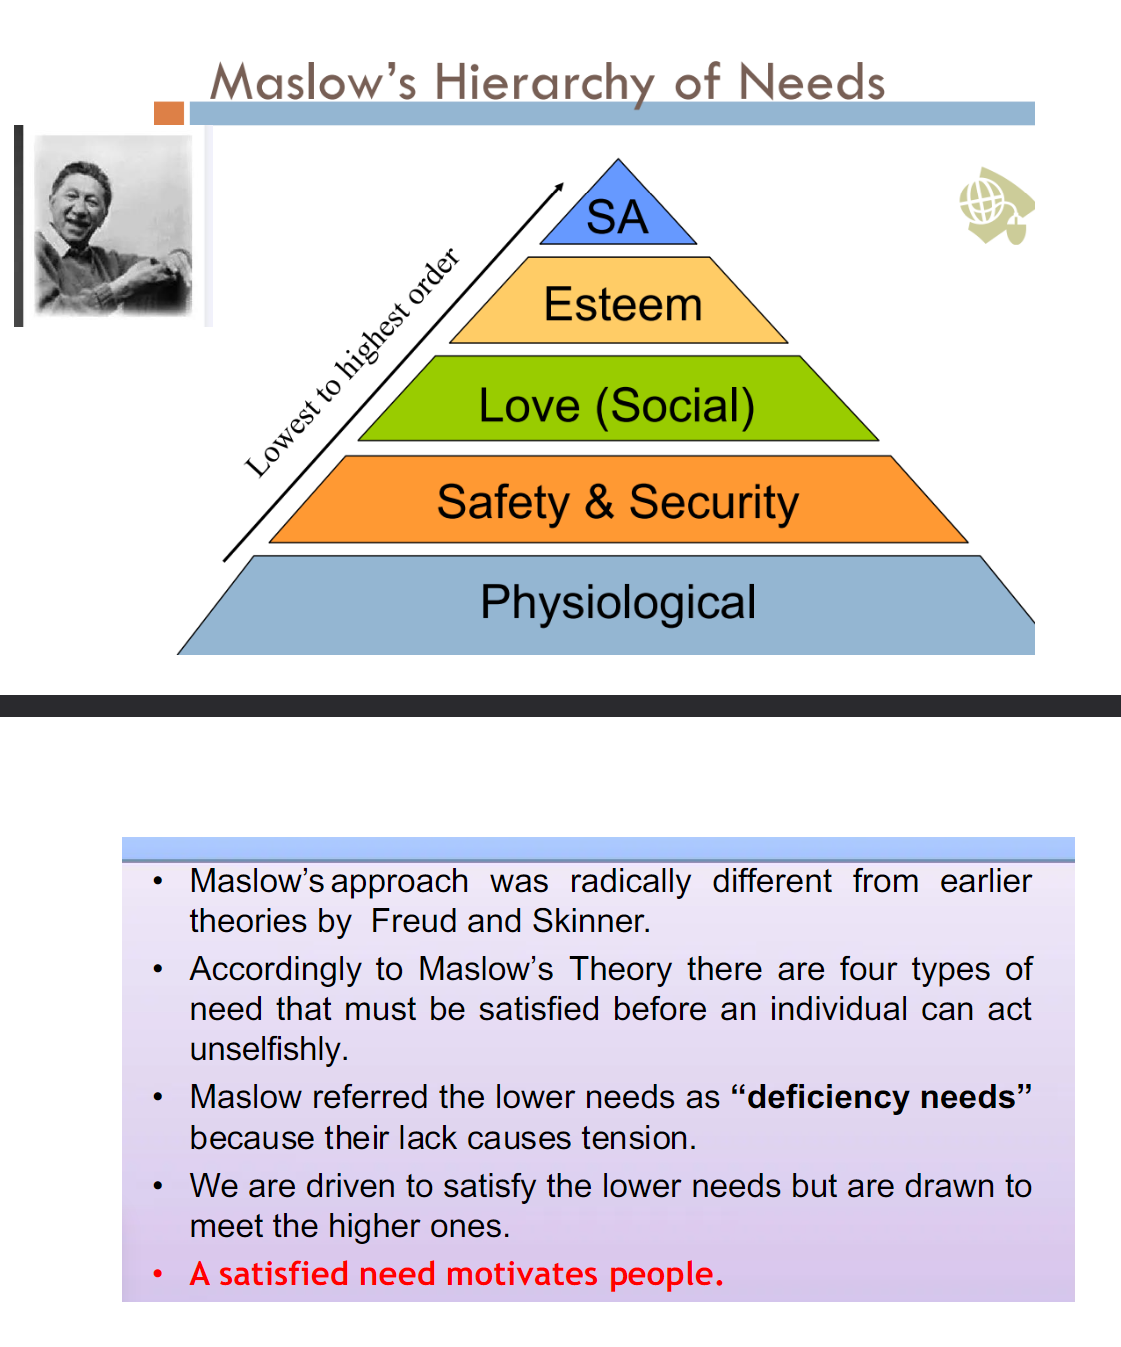 Maslow’s Hierarchy of Needs
SA
Esteem
Love (Social)
Safety & Security
Physiological
Lowest to highest order
• Maslow’s approach was radically different from earlier
theories by Freud and Skinner.
• Accordingly to Maslow’s Theory there are four types of
need that must be satisfied before an individual can act
unselfishly.
• Maslow referred the lower needs as “deficiency needs”
because their lack causes tension.
• We are driven to satisfy the lower needs but are drawn to
meet the higher ones.
• A satisfied need motivates people.